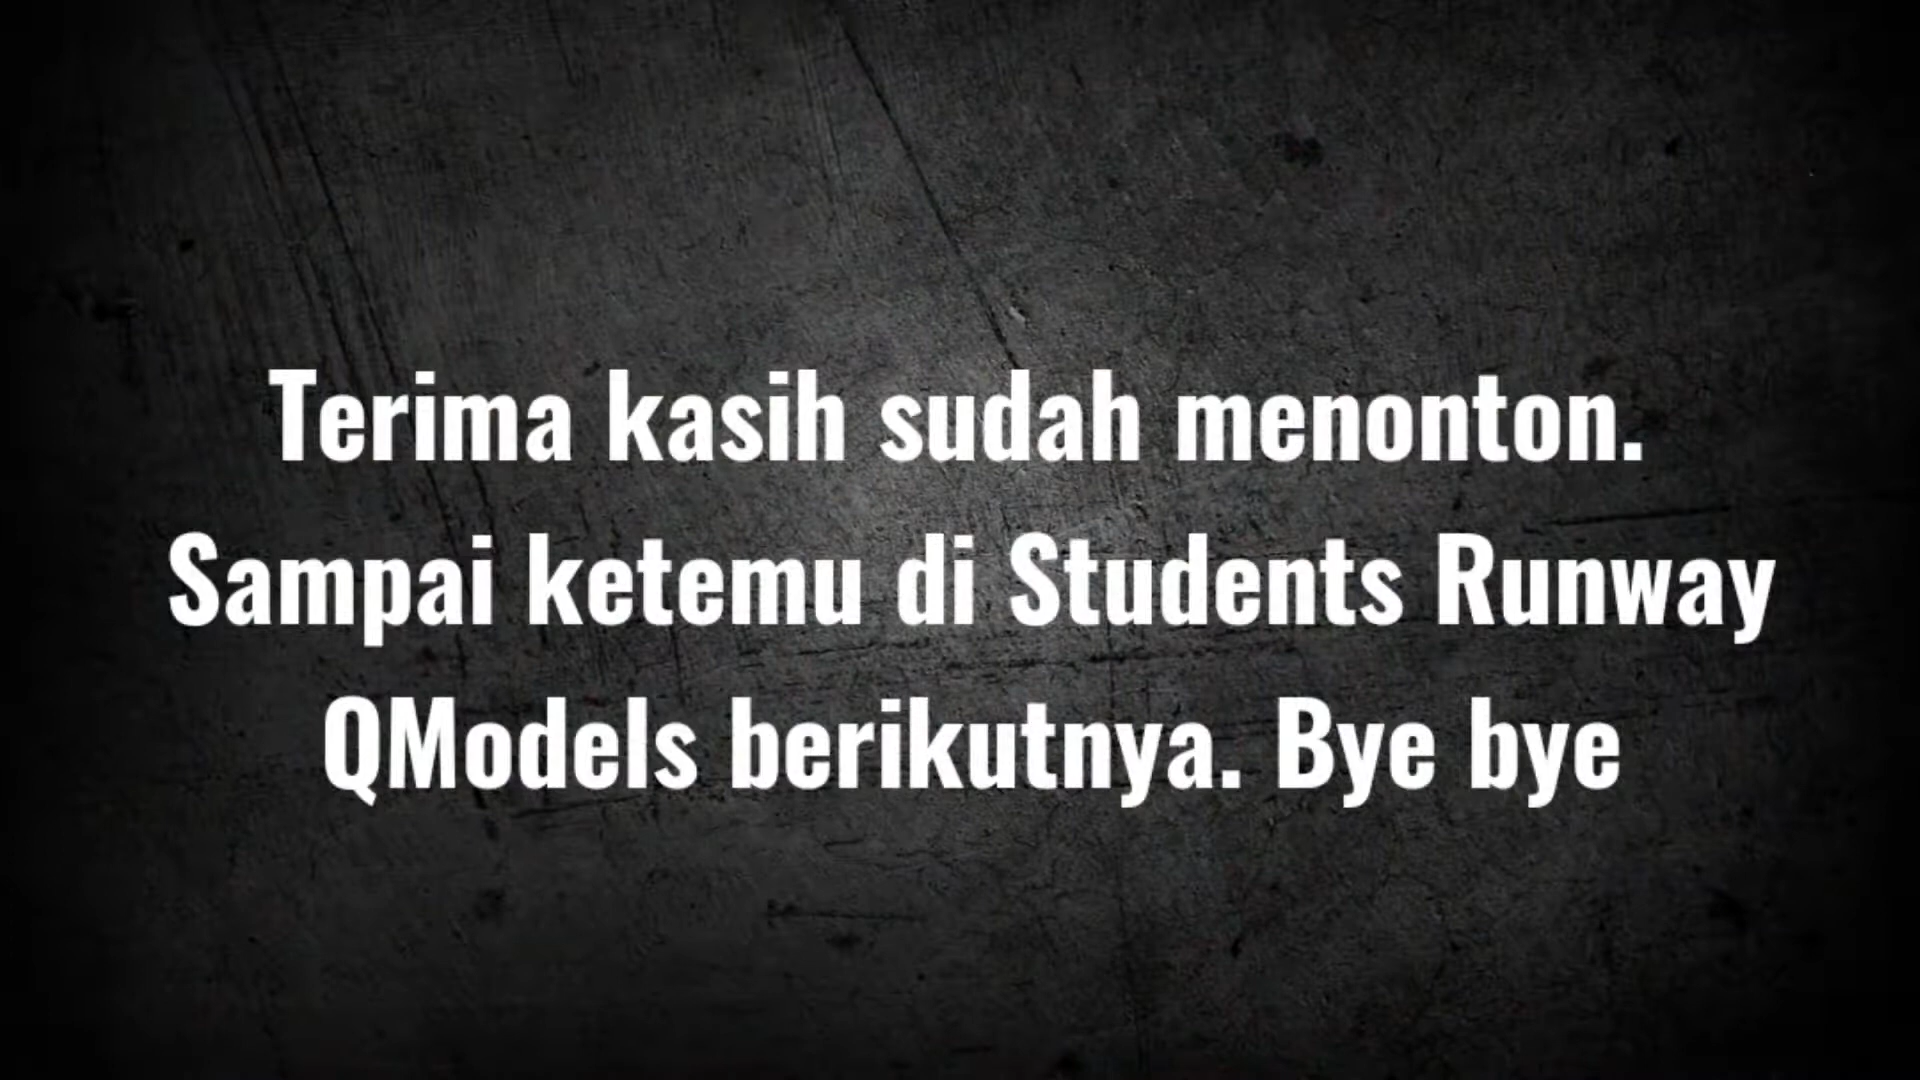 Terima kasih sudah menonton.
Sampai ketemu di Students Runway
QModels berikutnya. Bye bye